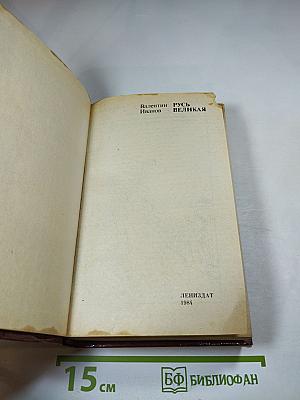 Валентин РУСЬ
Иванов ВЕЛИКАЯ
ЛЕНИЗДАТ
1984
15 см БФ БИБЛИОФАН